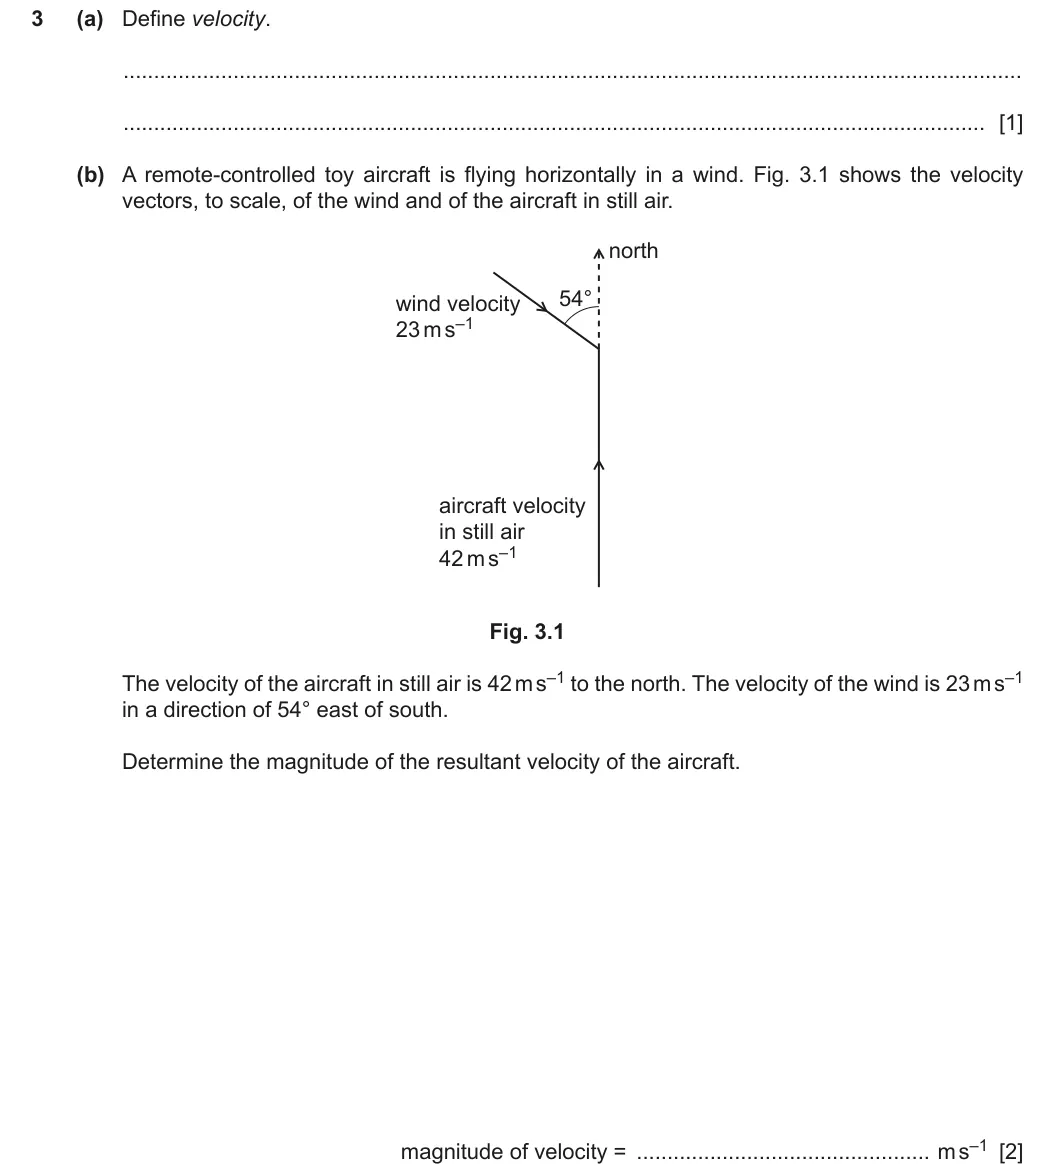 3 (a) Define velocity.
........................................................................................................................................................
.................................................................................................................................................. [1]
(b) A remote-controlled toy aircraft is flying horizontally in a wind. Fig. 3.1 shows the velocity
vectors, to scale, of the wind and of the aircraft in still air.
north
54°
wind velocity
23 m s⁻¹
aircraft velocity
in still air
42 m s⁻¹
Fig. 3.1
The velocity of the aircraft in still air is 42 m s⁻¹ to the north. The velocity of the wind is 23 m s⁻¹
in a direction of 54° east of south.
Determine the magnitude of the resultant velocity of the aircraft.
magnitude of velocity = ................................................ m s⁻¹ [2]